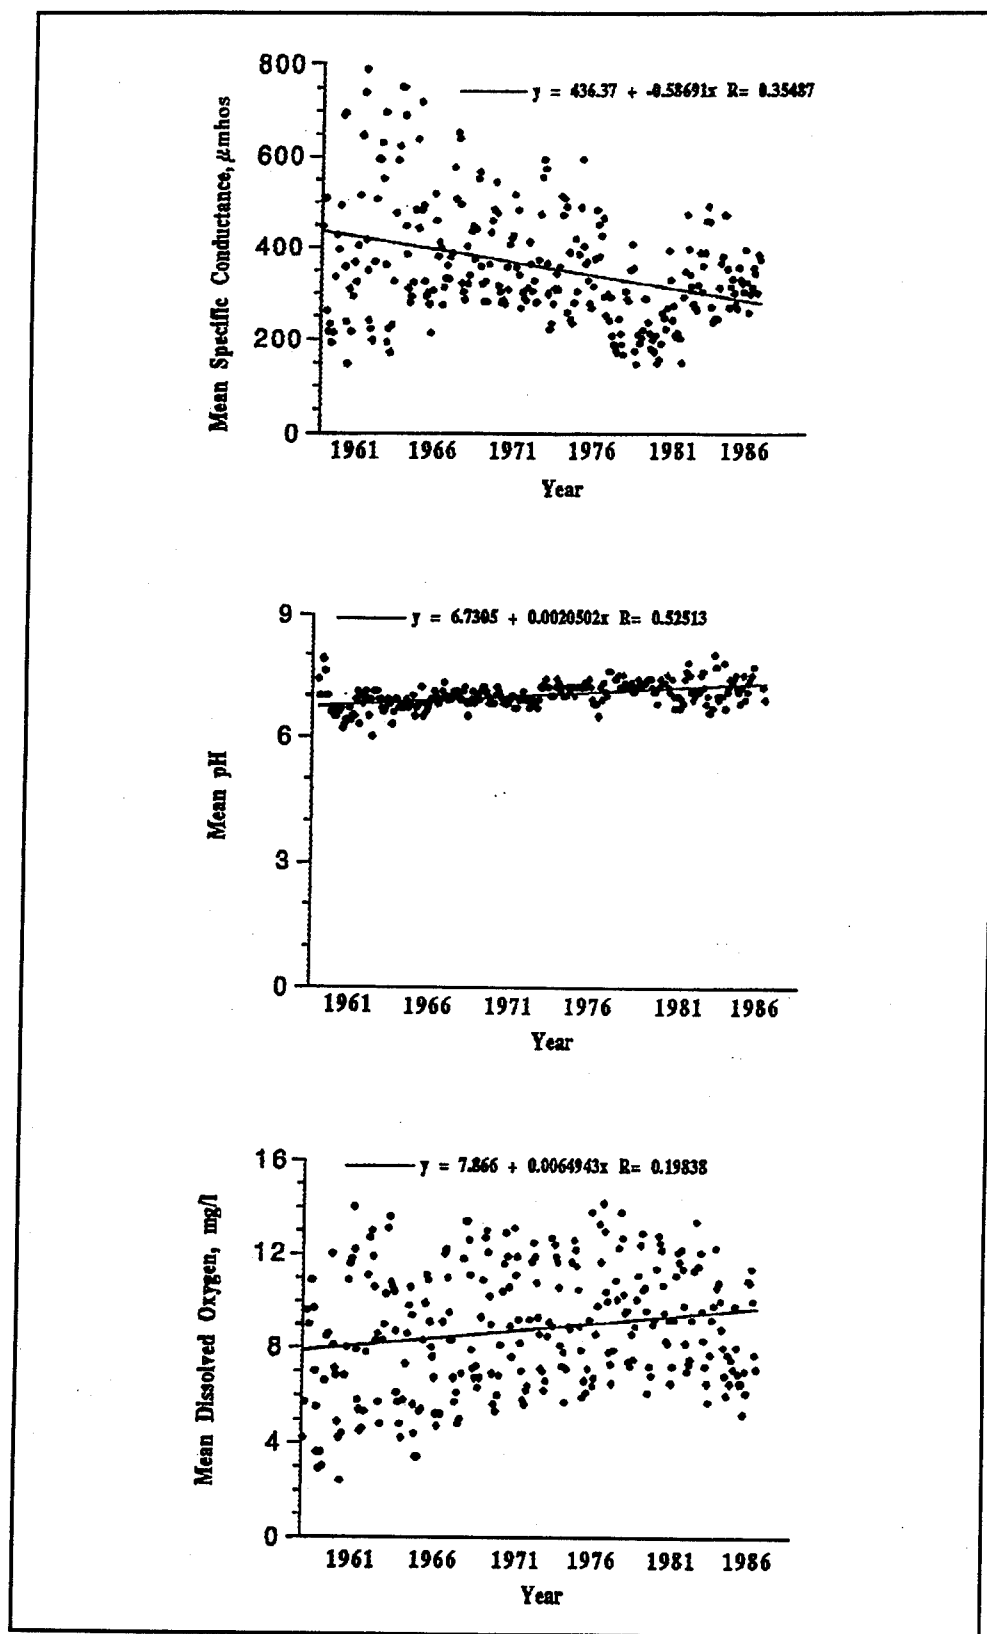 y = 436.37 + -0.58691x R= 0.35487
800
600
400
200
0
Mean Specific Conductance, μmhos
1961 1966 1971 1976 1981 1986
Year
y = 6.7305 + 0.0020502x R= 0.52513
9
6
3
0
Mean pH
1961 1966 1971 1976 1981 1986
Year
y = 7.866 + 0.0064943x R= 0.19838
16
12
8
4
0
Mean Dissolved Oxygen, mg/l
1961 1966 1971 1976 1981 1986
Year